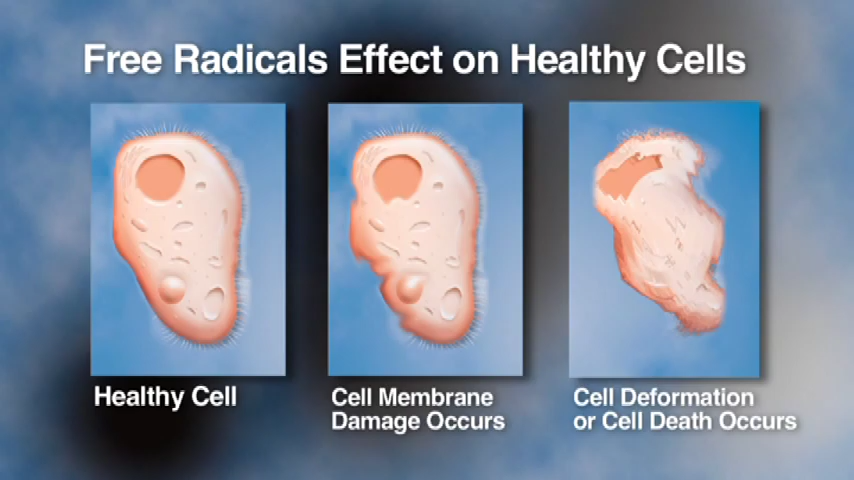 Free Radicals Effect on Healthy Cells
Healthy Cell
Cell Membrane
Damage Occurs
Cell Deformation
or Cell Death Occurs